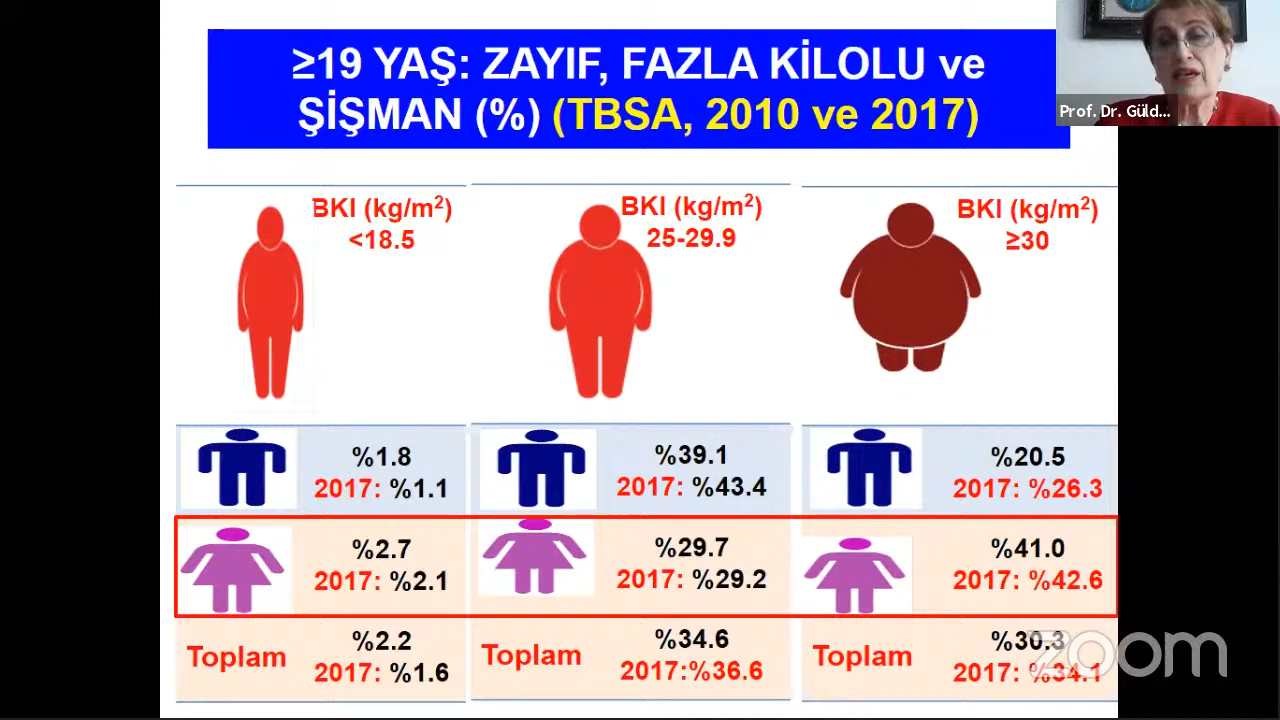 ≥19 YAŞ: ZAYIF, FAZLA KİLOLU ve
ŞİŞMAN (%) (TBSA, 2010 ve 2017)
Prof. Dr. Güld...
BKI (kg/m²)
<18.5
BKI (kg/m²)
25-29.9
BKI (kg/m²)
≥30
%1.8
2017: %1.1
%39.1
2017: %43.4
%20.5
2017: %26.3
%2.7
2017: %2.1
%29.7
2017: %29.2
%41.0
2017: %42.6
Toplam
%2.2
2017: %1.6
Toplam
%34.6
2017:%36.6
Toplam
%30.3
2017: %34.1
zoom